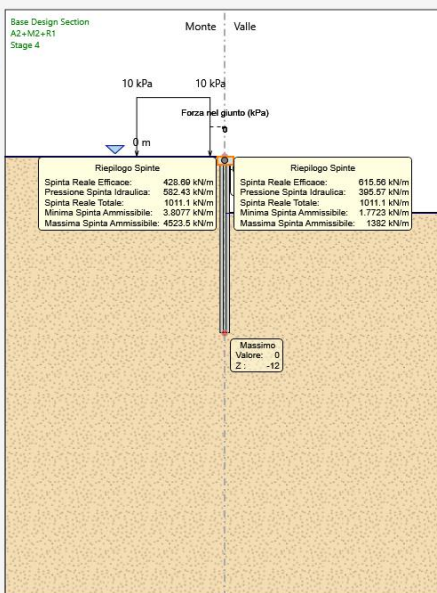 Base Design Section
A2+M2+R1
Stage 4
Monte
Valle
10 kPa
10 kPa
Forza nel giunto (kPa)
0
0 m
Riepilogo Spinte
Spinta Reale Efficace: 428.69 kN/m
Pressione Spinta Idraulica: 582.43 kN/m
Spinta Reale Totale: 1011.1 kN/m
Minima Spinta Ammissibile: 3.8077 kN/m
Massima Spinta Ammissibile: 4523.5 kN/m
Riepilogo Spinte
Spinta Reale Efficace: 615.56 kN/m
Pressione Spinta Idraulica: 395.57 kN/m
Spinta Reale Totale: 1011.1 kN/m
Minima Spinta Ammissibile: 1.7723 kN/m
Massima Spinta Ammissibile: 1382 kN/m
Massimo
Valore: 0
Z : -12